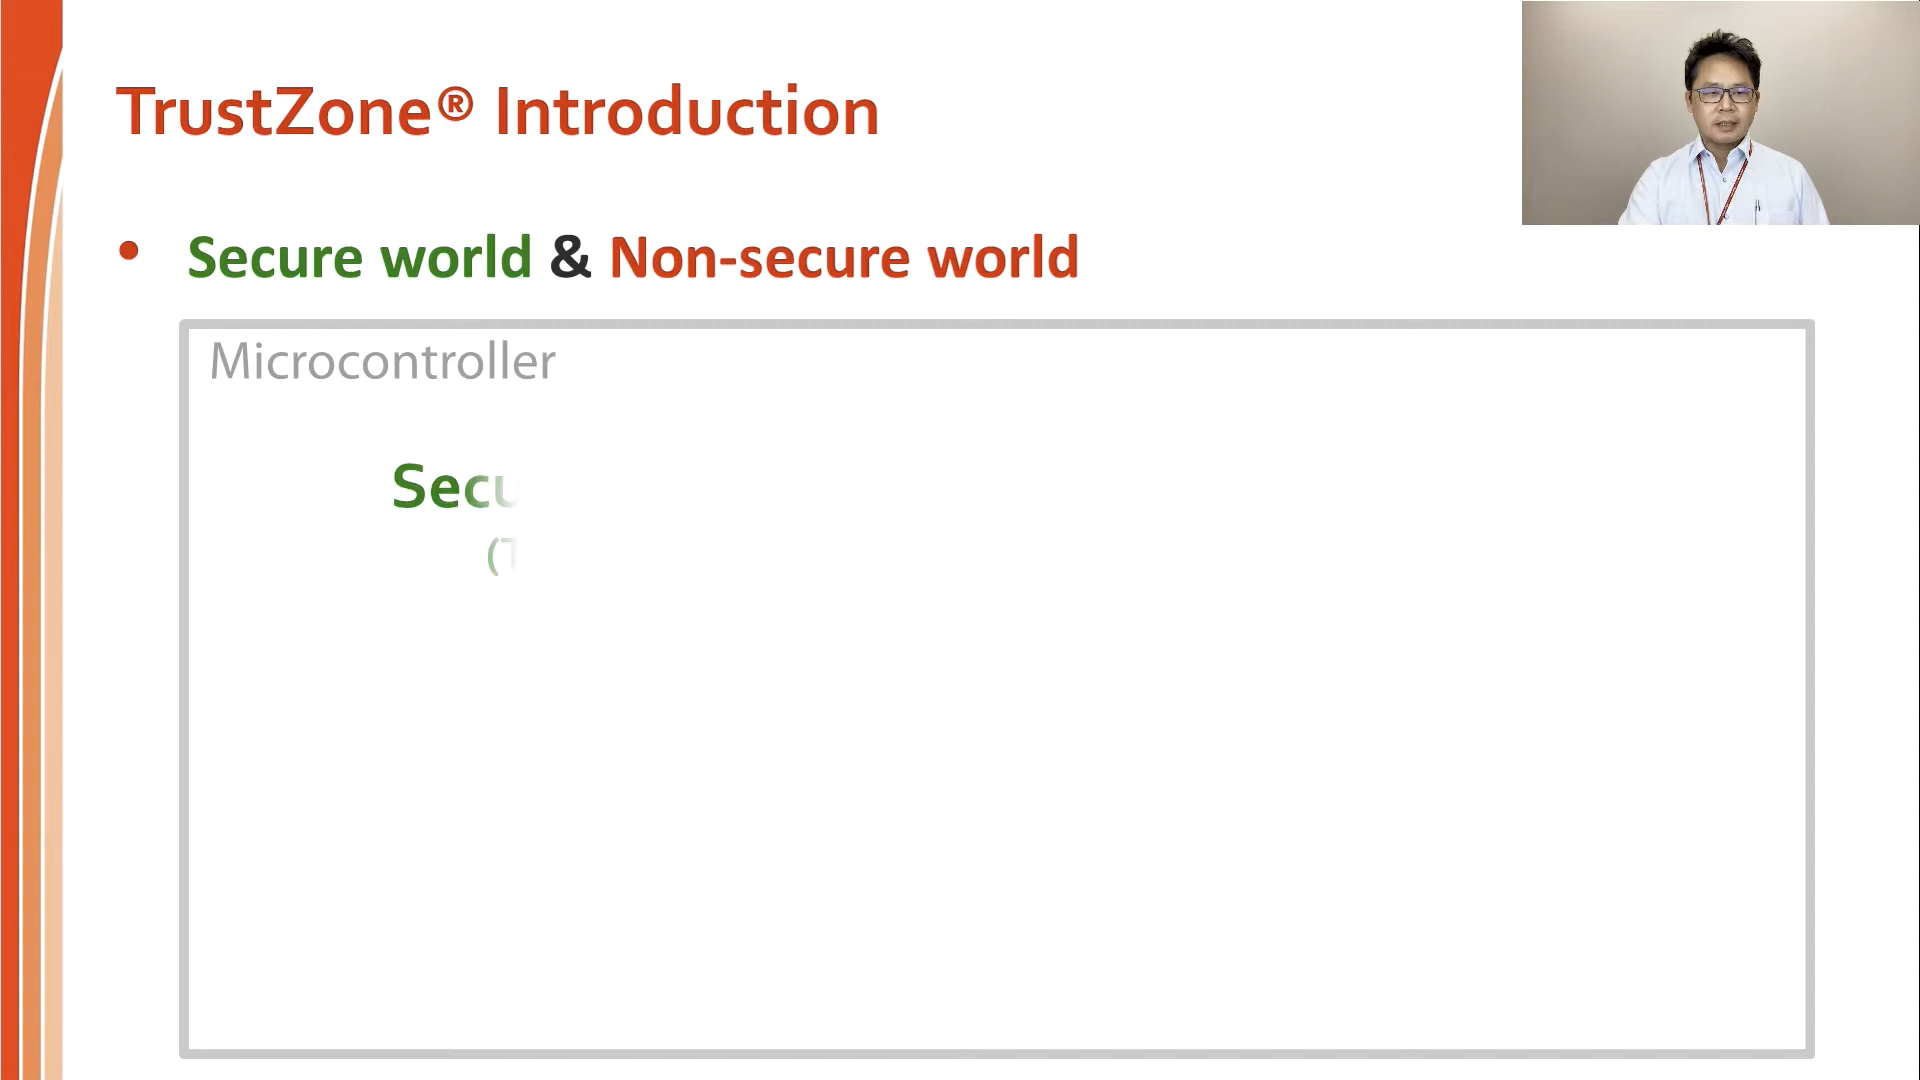 TrustZone® Introduction
• Secure world & Non-secure world
Microcontroller